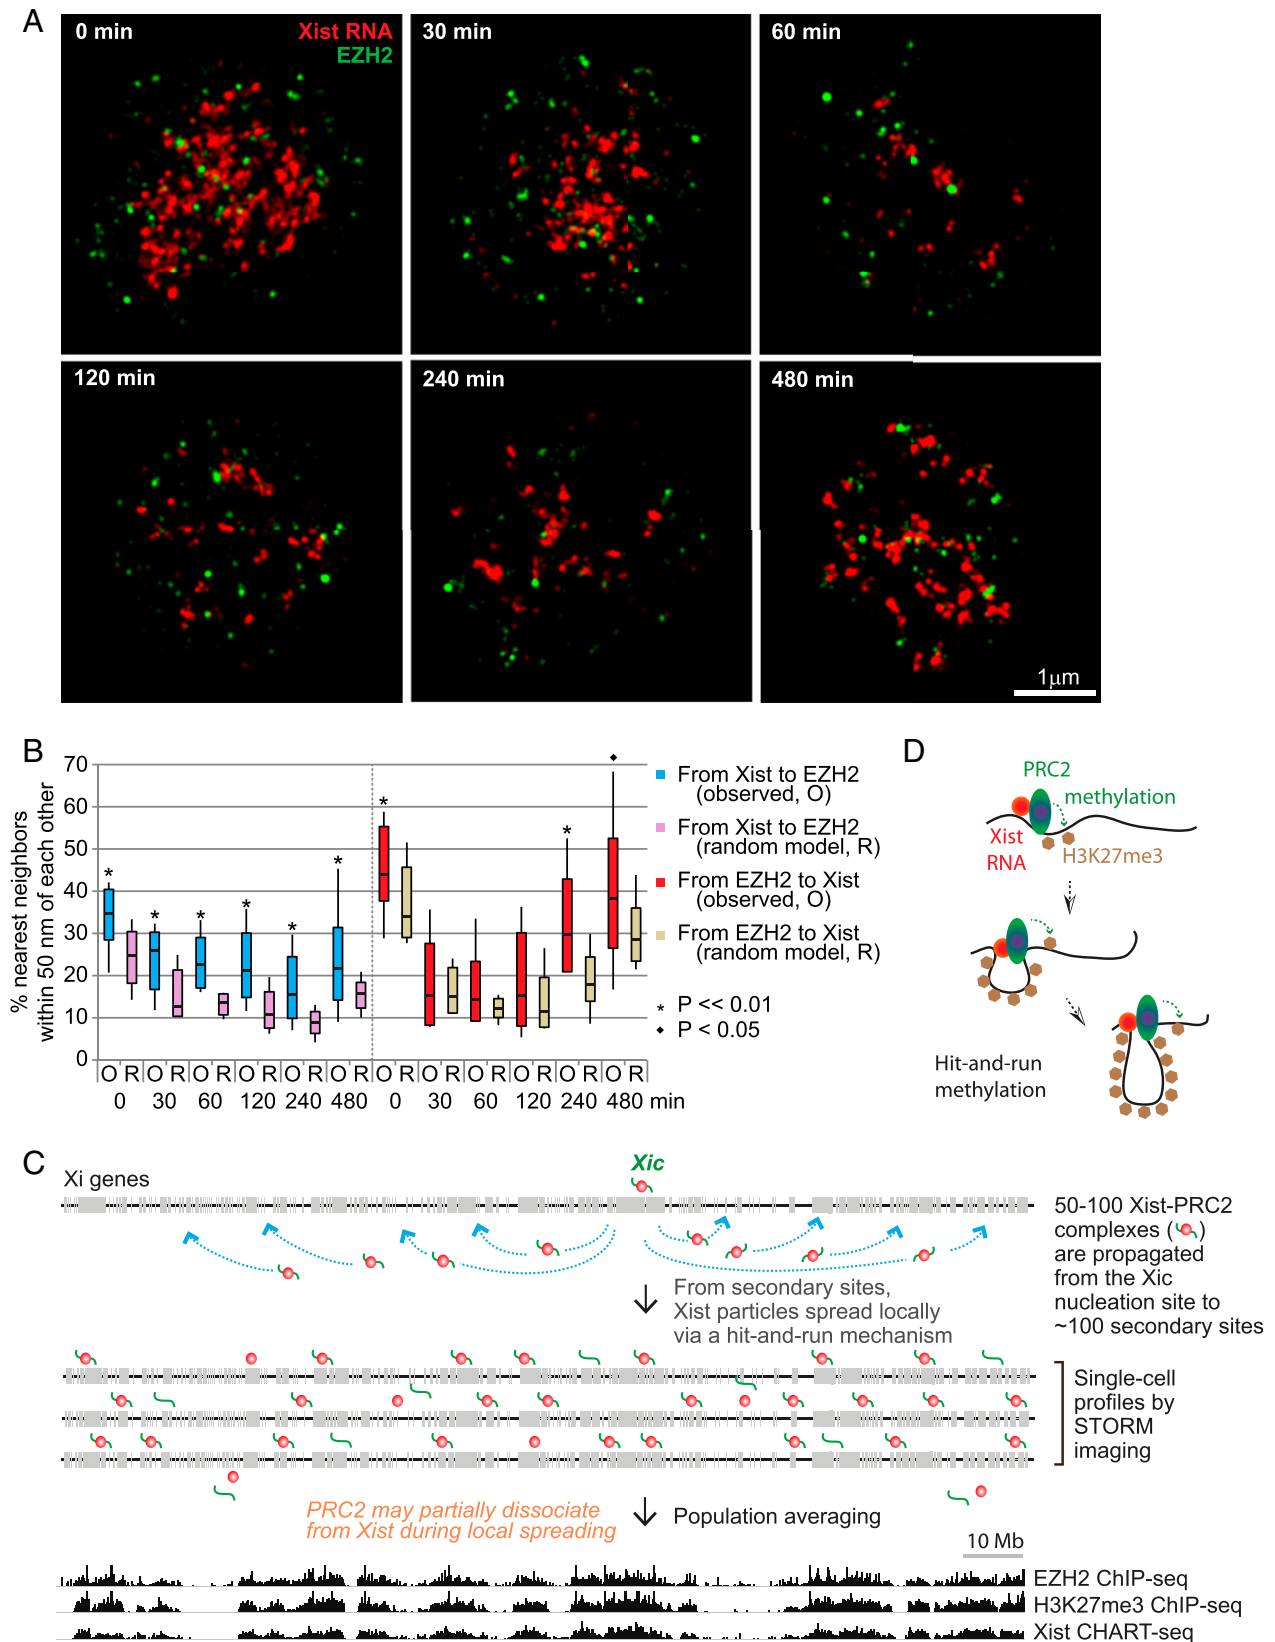 A
0 min
Xist RNA
EZH2
30 min
60 min
120 min
240 min
480 min
1μm
B
% nearest neighbors
within 50 nm of each other
70
60
50
40
30
20
10
0
* * * * * * * * ◆
O R O R O R O R O R O R O R O R O R O R O R O R
0 30 60 120 240 480 0 30 60 120 240 480 min
From Xist to EZH2
(observed, O)
From Xist to EZH2
(random model, R)
From EZH2 to Xist
(observed, O)
From EZH2 to Xist
(random model, R)
* P << 0.01
◆ P < 0.05
D
PRC2
methylation
Xist
RNA
H3K27me3
Hit-and-run
methylation
C
Xi genes
Xic
50-100 Xist-PRC2
complexes ( )
are propagated
from the Xic
nucleation site to
~100 secondary sites
From secondary sites,
Xist particles spread locally
via a hit-and-run mechanism
Single-cell
profiles by
STORM
imaging
PRC2 may partially dissociate
from Xist during local spreading
Population averaging
10 Mb
EZH2 ChIP-seq
H3K27me3 ChIP-seq
Xist CHART-seq